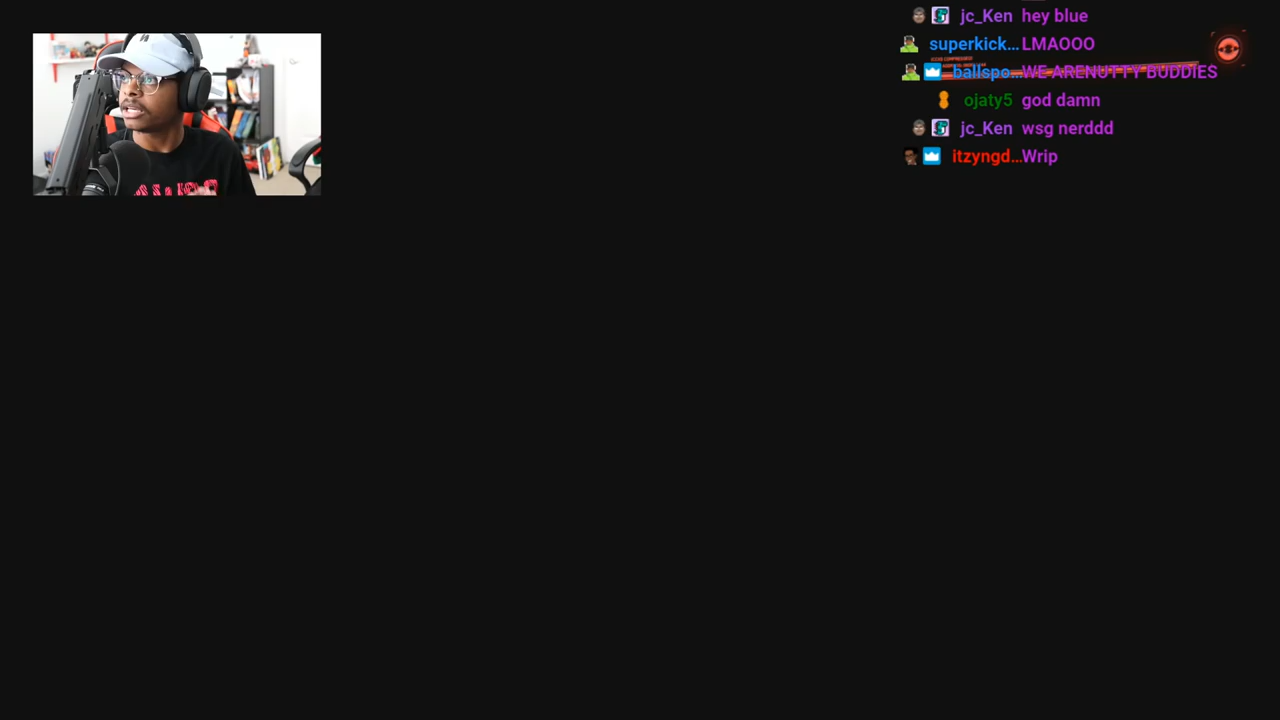 jc_Ken hey blue
superkick... LMAOOO
ballspo... WE ARENUTTY BUDDIES
ojaty5 god damn
jc_Ken wsg nerddd
itzyngd... Wrip